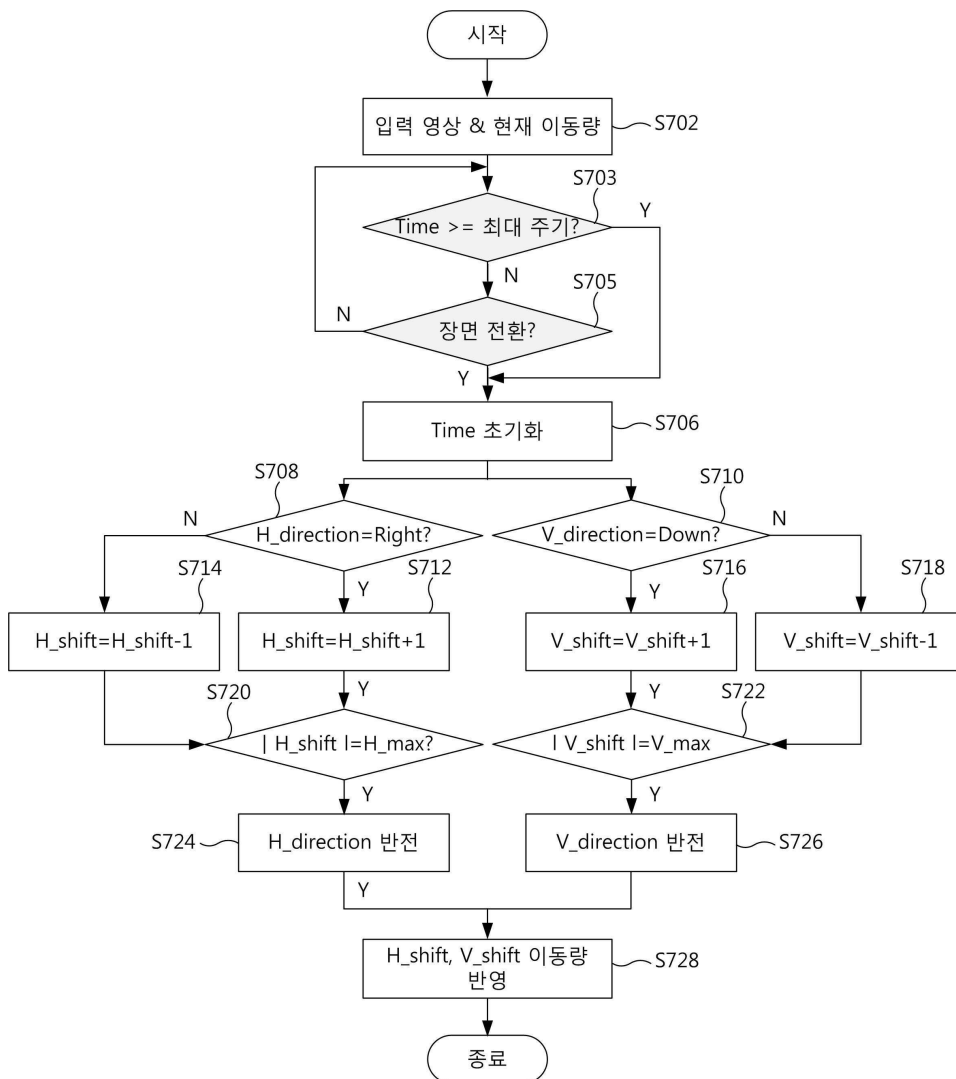 시작
입력 영상 & 현재 이동량
S702
S703
Time >= 최대 주기?
Y
N
S705
N
장면 전환?
Y
Time 초기화
S706
S708
S710
N
H_direction=Right?
V_direction=Down?
N
S714
S712
S716
S718
Y
Y
H_shift=H_shift-1
H_shift=H_shift+1
V_shift=V_shift+1
V_shift=V_shift-1
S720
Y
Y
S722
| H_shift l=H_max?
l V_shift l=V_max
Y
Y
S724
H_direction 반전
V_direction 반전
S726
Y
H_shift, V_shift 이동량
반영
S728
종료